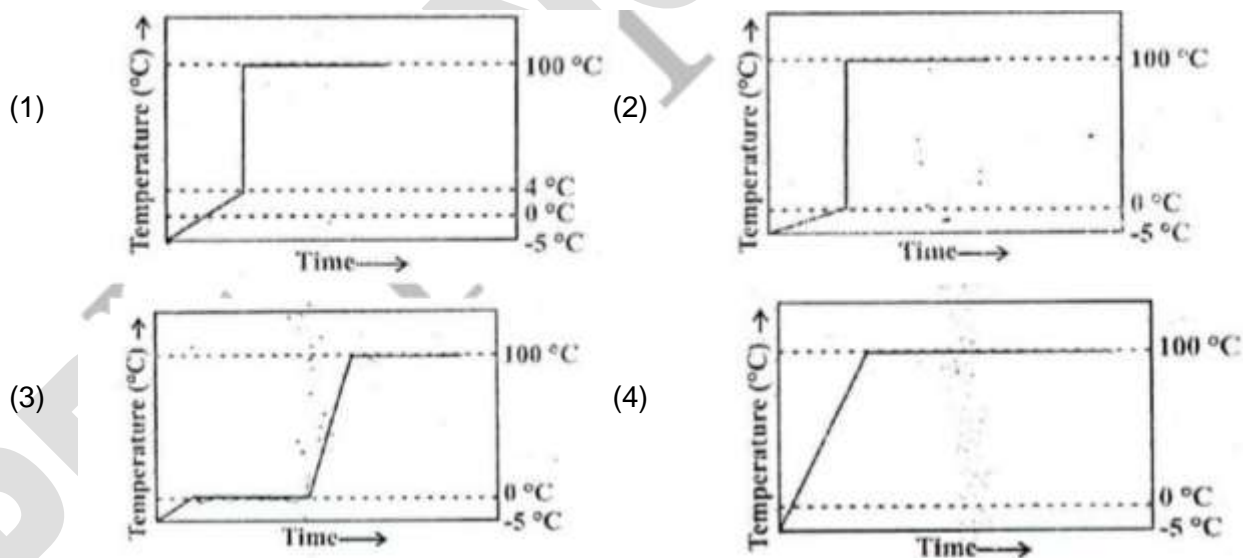 (1)
Temperature (°C) →
100 °C
4 °C
0 °C
-5 °C
Time→
(2)
Temperature (°C) →
100 °C
0 °C
-5 °C
Time→
(3)
Temperature (°C) →
100 °C
0 °C
-5 °C
Time→
(4)
Temperature (°C) →
100 °C
0 °C
-5 °C
Time→